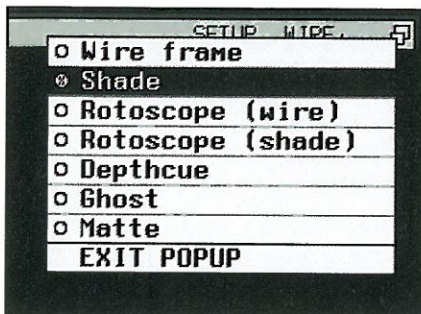 SETUP WIRE.
Wire frame
Shade
Rotoscope (wire)
Rotoscope (shade)
Depthcue
Ghost
Matte
EXIT POPUP